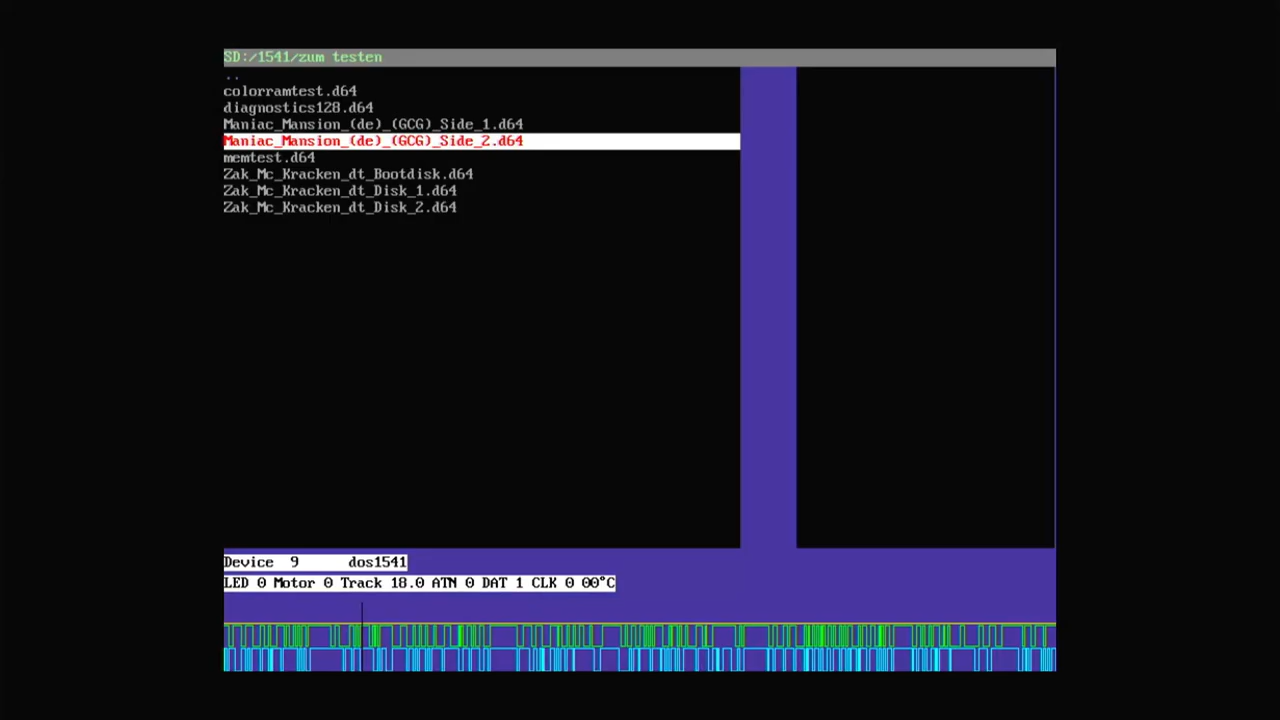 SD:/1541/zum testen
..
colorramtest.d64
diagnostics128.d64
Maniac_Mansion_(de)_(GCG)_Side_1.d64
Maniac_Mansion_(de)_(GCG)_Side_2.d64
memtest.d64
Zak_Mc_Kracken_dt_Bootdisk.d64
Zak_Mc_Kracken_dt_Disk_1.d64
Zak_Mc_Kracken_dt_Disk_2.d64
Device 9 dos1541
LED 0 Motor 0 Track 18.0 ATN 0 DAT 1 CLK 0 00°C